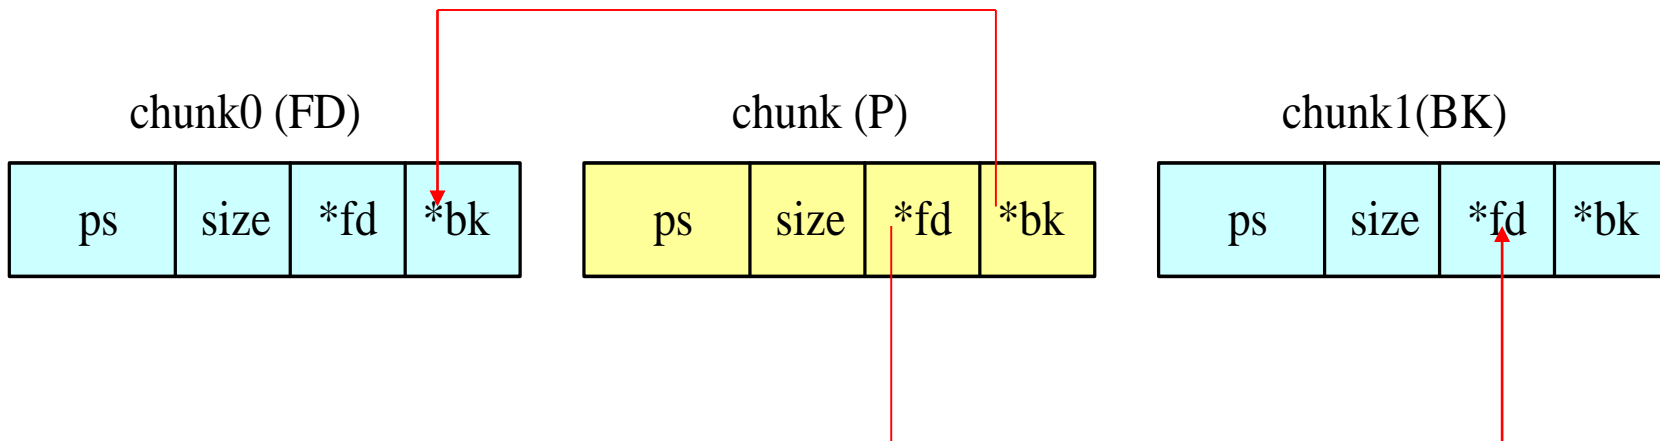 chunk0 (FD) chunk (P) chunk1(BK)
ps size *fd *bk ps size *fd *bk ps size *fd *bk